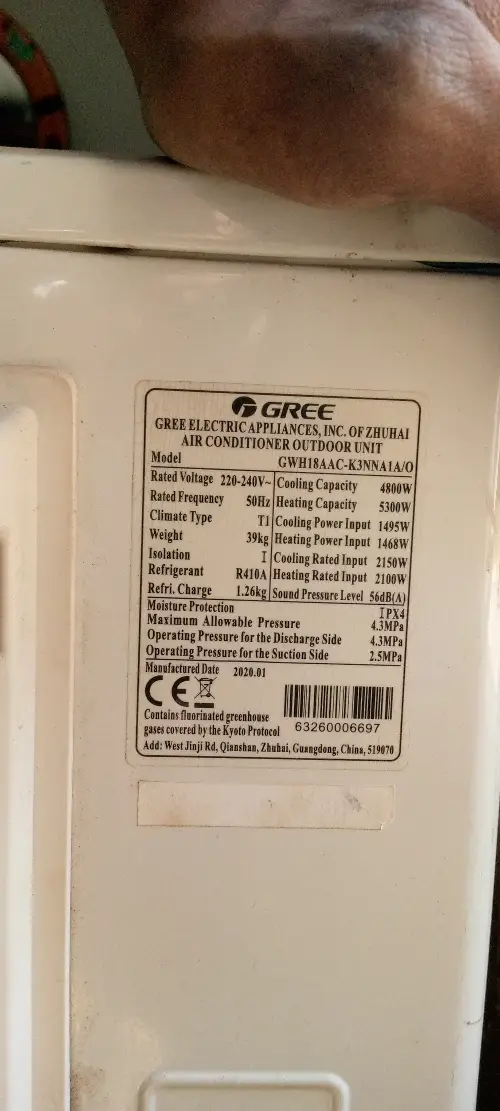 GREE
GREE ELECTRIC APPLIANCES, INC. OF ZHUHAI
AIR CONDITIONER OUTDOOR UNIT
Model GWH18AAC-K3NNA1A/O
Rated Voltage 220-240V~ Cooling Capacity 4800W
Rated Frequency 50Hz Heating Capacity 5300W
Climate Type T1 Cooling Power Input 1495W
Weight 39kg Heating Power Input 1468W
Isolation I Cooling Rated Input 2150W
Refrigerant R410A Heating Rated Input 2100W
Refri. Charge 1.26kg Sound Pressure Level 56dB(A)
Moisture Protection IPX4
Maximum Allowable Pressure 4.3MPa
Operating Pressure for the Discharge Side 4.3MPa
Operating Pressure for the Suction Side 2.5MPa
Manufactured Date 2020.01
CE
Contains fluorinated greenhouse
gases covered by the Kyoto Protocol
63260006697
Add: West Jinji Rd, Qianshan, Zhuhai, Guangdong, China, 519070